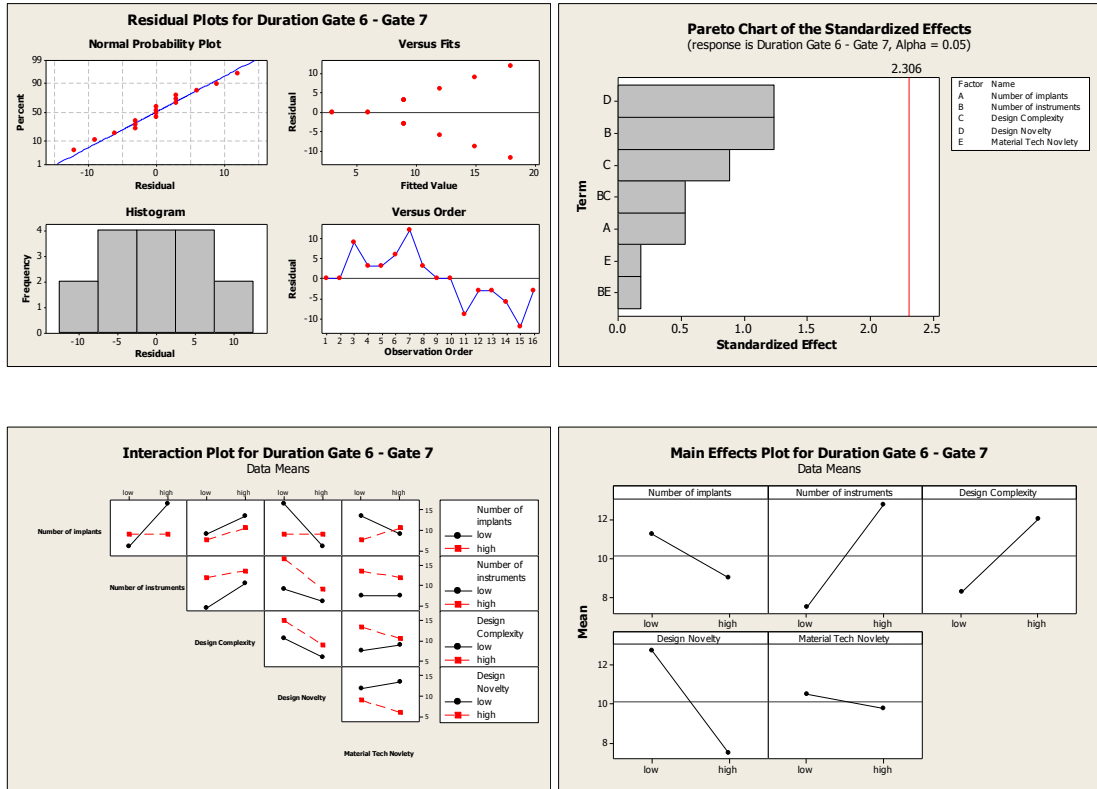 Residual Plots for Duration Gate 6 - Gate 7
Normal Probability Plot
99
90
50
10
1
Percent
-10 0 10
Residual
Versus Fits
10
5
0
-5
-10
Residual
5 10 15 20
Fitted Value
Histogram
4
3
2
1
0
Frequency
-10 -5 0 5 10
Residual
Versus Order
10
5
0
-5
-10
Residual
1 2 3 4 5 6 7 8 9 10 11 12 13 14 15 16
Observation Order
Pareto Chart of the Standardized Effects
(response is Duration Gate 6 - Gate 7, Alpha = 0.05)
2.306
Term
D
B
C
BC
A
E
BE
0.0 0.5 1.0 1.5 2.0 2.5
Standardized Effect
Factor Name
A Number of implants
B Number of instruments
C Design Complexity
D Design Novelty
E Material Tech Novlety
Interaction Plot for Duration Gate 6 - Gate 7
Data Means
low high low high low high low high
Number of implants
15
10
5
Number of
implants
low
high
Number of instruments
15
10
5
Number of
instruments
low
high
Design Complexity
15
10
5
Design
Complexity
low
high
Design Novelty
15
10
5
Design
Novelty
low
high
Material Tech Novlety
Main Effects Plot for Duration Gate 6 - Gate 7
Data Means
Number of implants Number of instruments Design Complexity
12
10
8
low high low high low high
Mean
Design Novelty Material Tech Novlety
12
10
8
low high low high